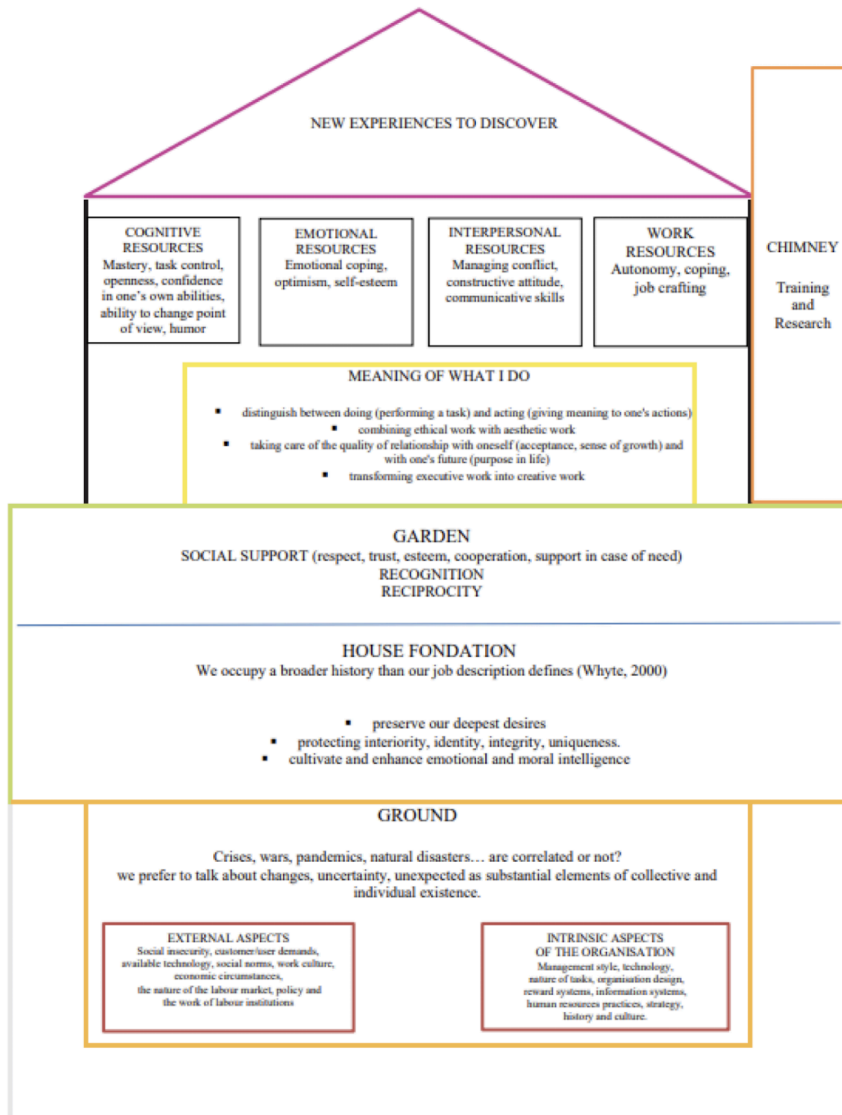 NEW EXPERIENCES TO DISCOVER
COGNITIVE
RESOURCES
Mastery, task control,
openness, confidence
in one's own abilities,
ability to change point
of view, humor
EMOTIONAL
RESOURCES
Emotional coping,
optimism, self-esteem
INTERPERSONAL
RESOURCES
Managing conflict,
constructive attitude,
communicative skills
WORK
RESOURCES
Autonomy, coping,
job crafting
CHIMNEY
Training
and
Research
MEANING OF WHAT I DO
▪ distinguish between doing (performing a task) and acting (giving meaning to one's actions)
▪ combining ethical work with aesthetic work
▪ taking care of the quality of relationship with oneself (acceptance, sense of growth) and
with one's future (purpose in life)
▪ transforming executive work into creative work
GARDEN
SOCIAL SUPPORT (respect, trust, esteem, cooperation, support in case of need)
RECOGNITION
RECIPROCITY
HOUSE FONDATION
We occupy a broader history than our job description defines (Whyte, 2000)
▪ preserve our deepest desires
▪ protecting interiority, identity, integrity, uniqueness.
▪ cultivate and enhance emotional and moral intelligence
GROUND
Crises, wars, pandemics, natural disasters… are correlated or not?
we prefer to talk about changes, uncertainty, unexpected as substantial elements of collective and
individual existence.
EXTERNAL ASPECTS
Social insecurity, customer/user demands,
available technology, social norms, work culture,
economic circumstances,
the nature of the labour market, policy and
the work of labour institutions
INTRINSIC ASPECTS
OF THE ORGANISATION
Management style, technology,
nature of tasks, organisation design,
reward systems, information systems,
human resources practices, strategy,
history and culture.